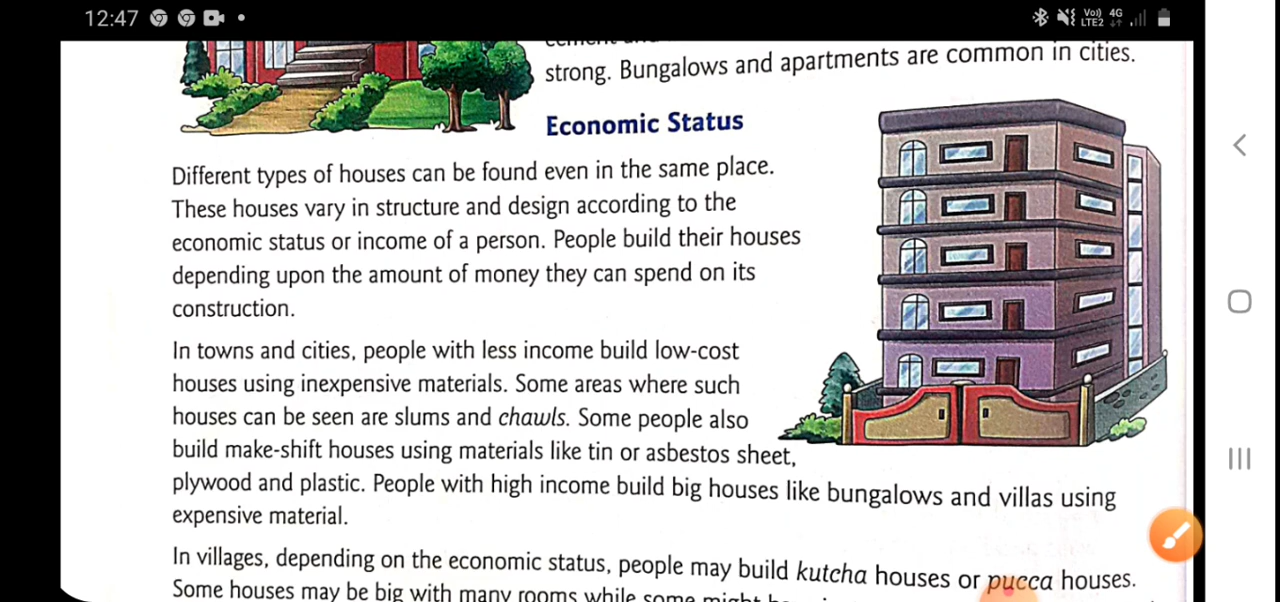 12:47
Vo)) 4G
LTE2
strong. Bungalows and apartments are common in cities.
Economic Status
Different types of houses can be found even in the same place.
These houses vary in structure and design according to the
economic status or income of a person. People build their houses
depending upon the amount of money they can spend on its
construction.
In towns and cities, people with less income build low-cost
houses using inexpensive materials. Some areas where such
houses can be seen are slums and chawls. Some people also
build make-shift houses using materials like tin or asbestos sheet,
plywood and plastic. People with high income build big houses like bungalows and villas using
expensive material.
In villages, depending on the economic status, people may build kutcha houses or pucca houses.
Some houses may be big with many rooms while some might